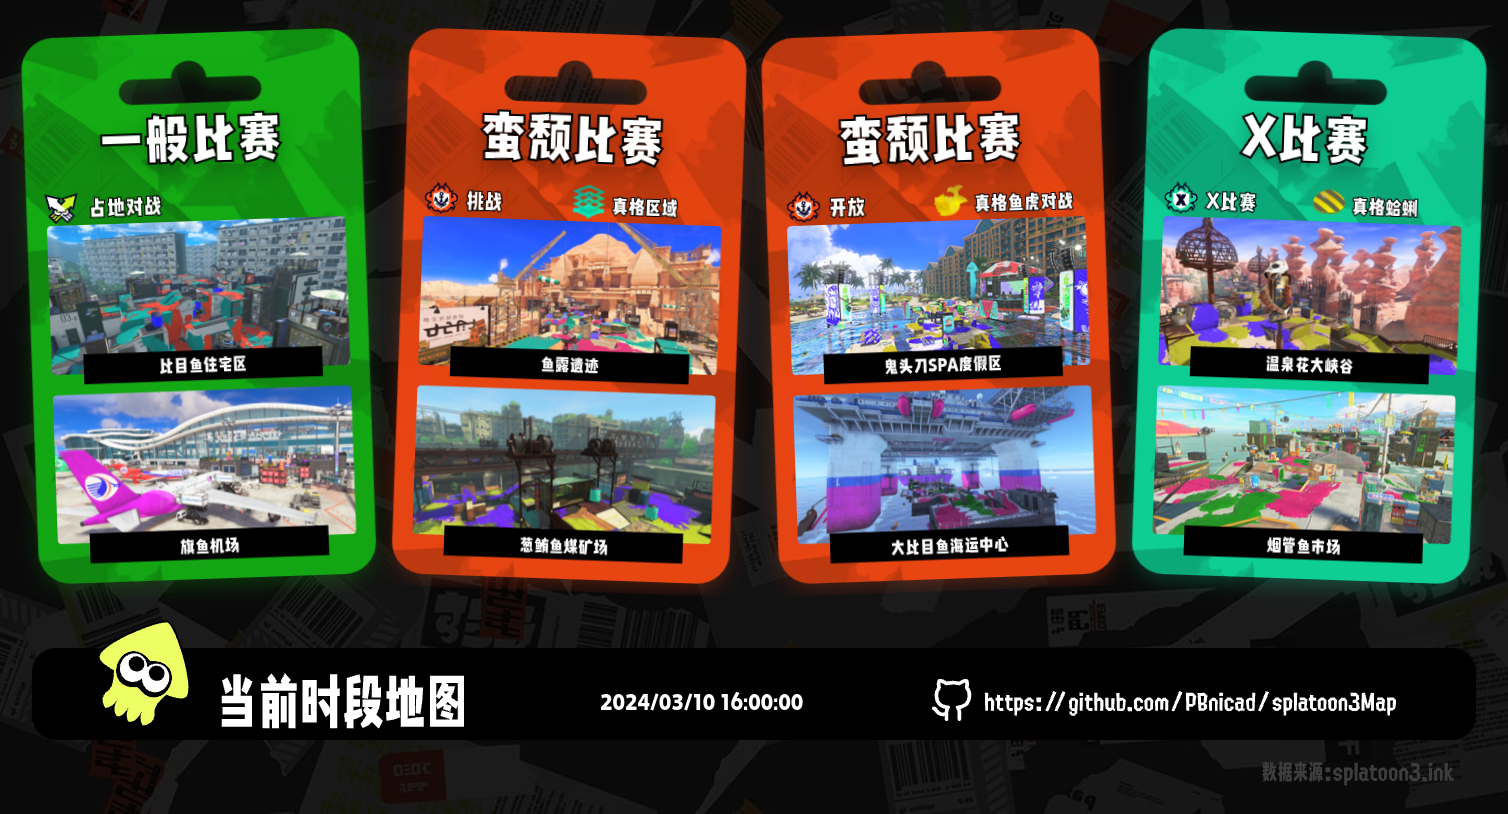 一般比赛
占地对战
比目鱼住宅区
旗鱼机场
蛮颓比赛
挑战
真格区域
鱼露遗迹
葱鲔鱼煤矿场
蛮颓比赛
开放
真格鱼虎对战
鬼头刀SPA度假区
大比目鱼海运中心
X比赛
X比赛
真格蛤蜊
温泉花大峡谷
烟管鱼市场
当前时段地图
2024/03/10 16:00:00
https://github.com/PBnicad/splatoon3Map
数据来源:splatoon3.ink